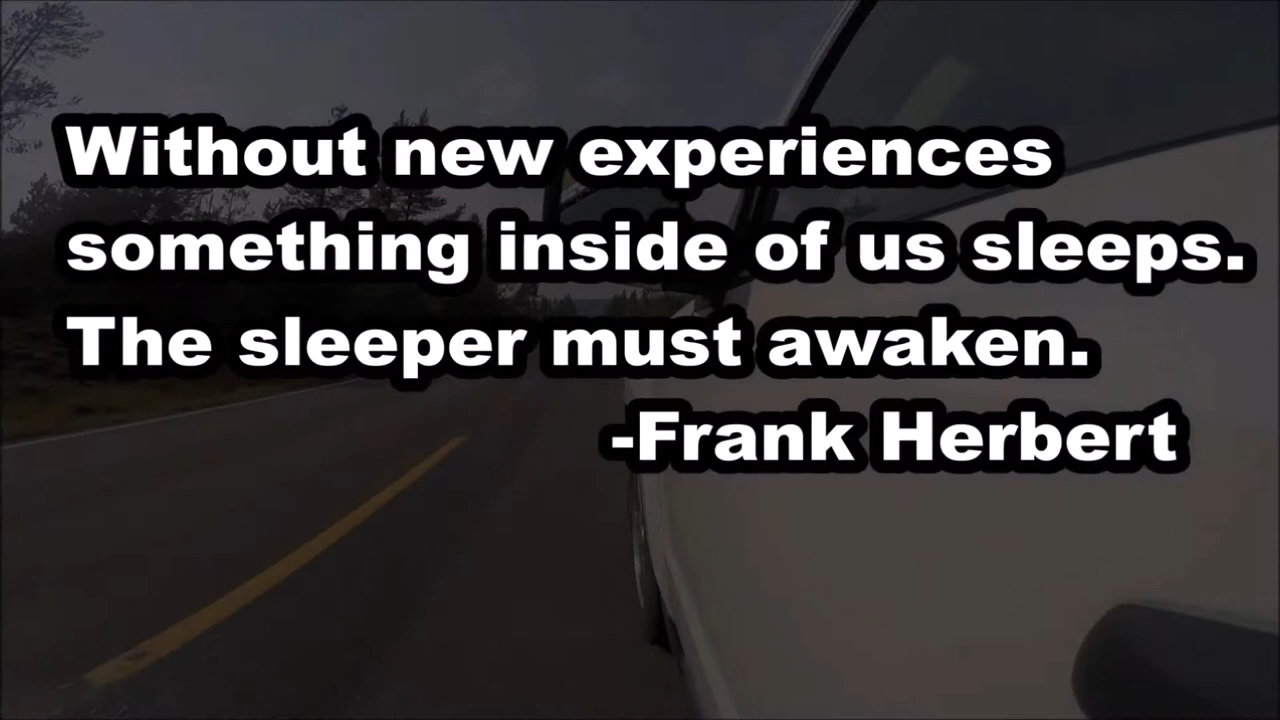 Without new experiences
something inside of us sleeps.
The sleeper must awaken.
-Frank Herbert